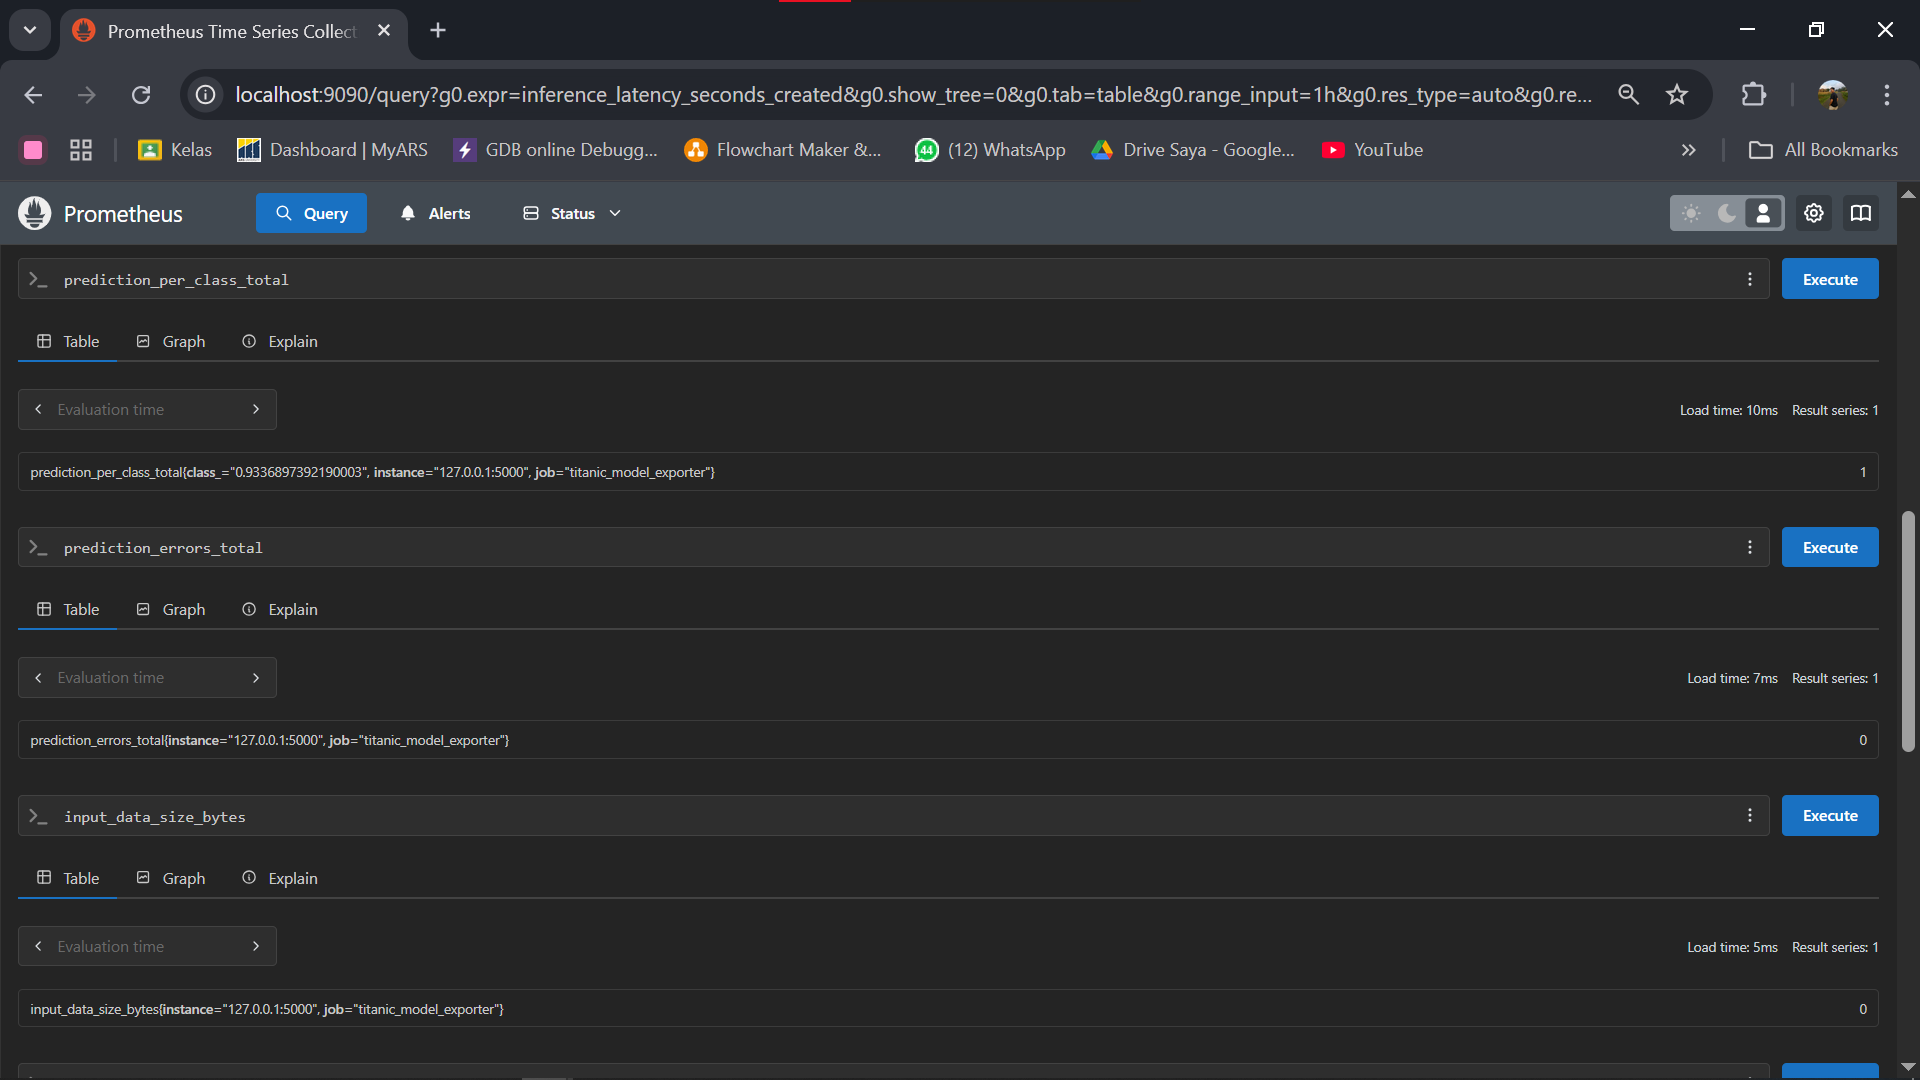 Prometheus Time Series Collect
localhost:9090/query?g0.expr=inference_latency_seconds_created&g0.show_tree=0&g0.tab=table&g0.range_input=1h&g0.res_type=auto&g0.re...
Kelas
Dashboard | MyARS
GDB online Debugg...
Flowchart Maker &...
44
(12) WhatsApp
Drive Saya - Google...
YouTube
All Bookmarks
Prometheus
Query
Alerts
Status
prediction_per_class_total
Execute
Table Graph Explain
Evaluation time
Load time: 10ms Result series: 1
prediction_per_class_total{class_="0.9336897392190003", instance="127.0.0.1:5000", job="titanic_model_exporter"} 1
prediction_errors_total
Execute
Table Graph Explain
Evaluation time
Load time: 7ms Result series: 1
prediction_errors_total{instance="127.0.0.1:5000", job="titanic_model_exporter"} 0
input_data_size_bytes
Execute
Table Graph Explain
Evaluation time
Load time: 5ms Result series: 1
input_data_size_bytes{instance="127.0.0.1:5000", job="titanic_model_exporter"} 0